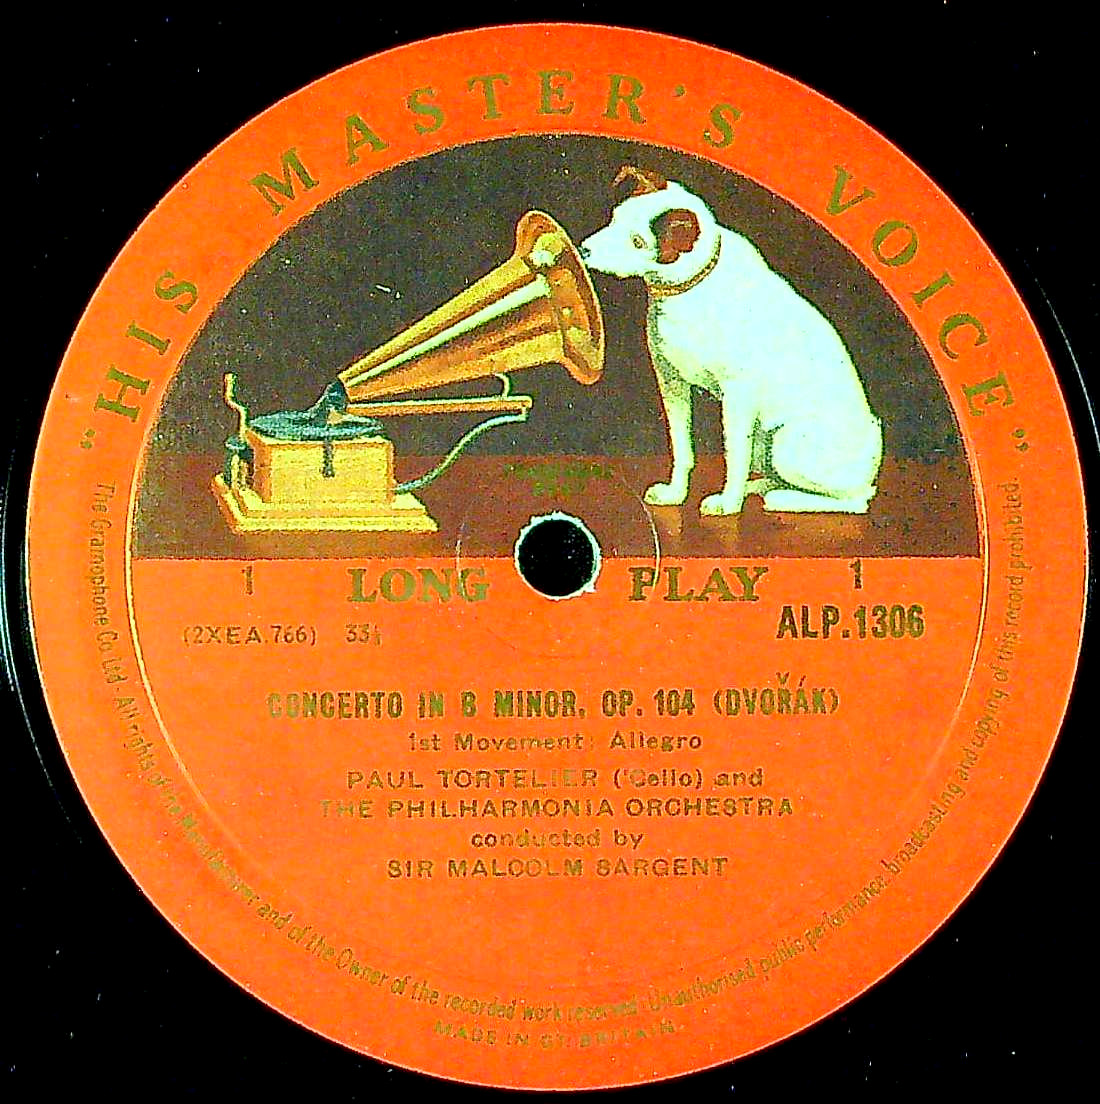 “HIS MASTER'S VOICE”
1 LONG PLAY 1
(2XEA.766) 33⅓
ALP.1306
CONCERTO IN B MINOR, OP. 104 (DVOŘÁK)
1st Movement: Allegro
PAUL TORTELIER ('Cello) and
THE PHILHARMONIA ORCHESTRA
conducted by
SIR MALCOLM SARGENT
The Gramophone Co Ltd · All rights of the Manufacturer and of the Owner of the recorded work reserved · Unauthorised public performance broadcasting and copying of this record prohibited.
MADE IN GT. BRITAIN.